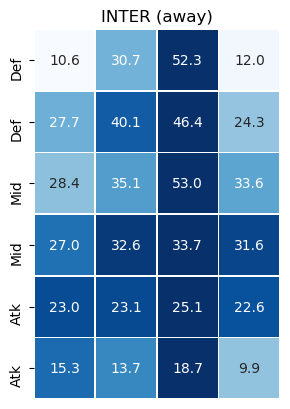 INTER (away)
Def 10.6 30.7 52.3 12.0
Def 27.7 40.1 46.4 24.3
Mid 28.4 35.1 53.0 33.6
Mid 27.0 32.6 33.7 31.6
Atk 23.0 23.1 25.1 22.6
Atk 15.3 13.7 18.7 9.9